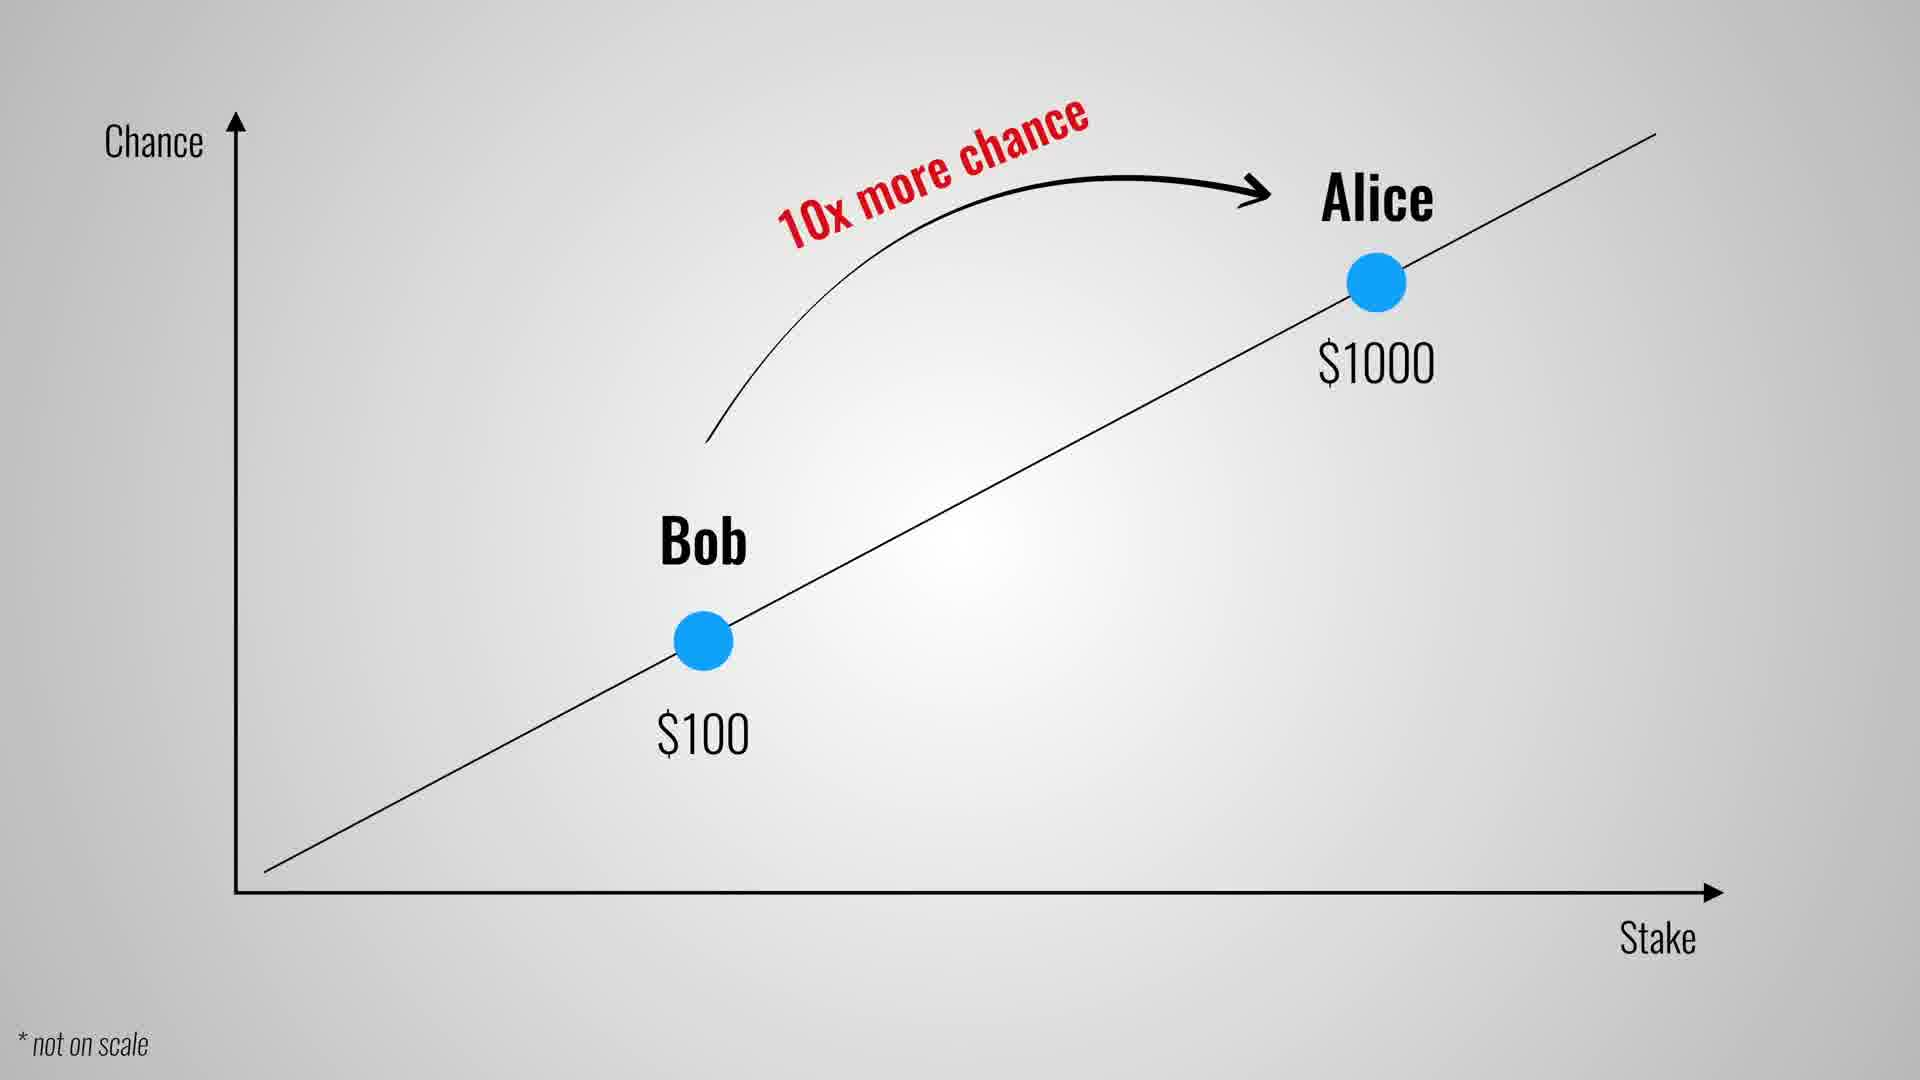 Chance
10x more chance
Alice
$1000
Bob
$100
Stake
* not on scale